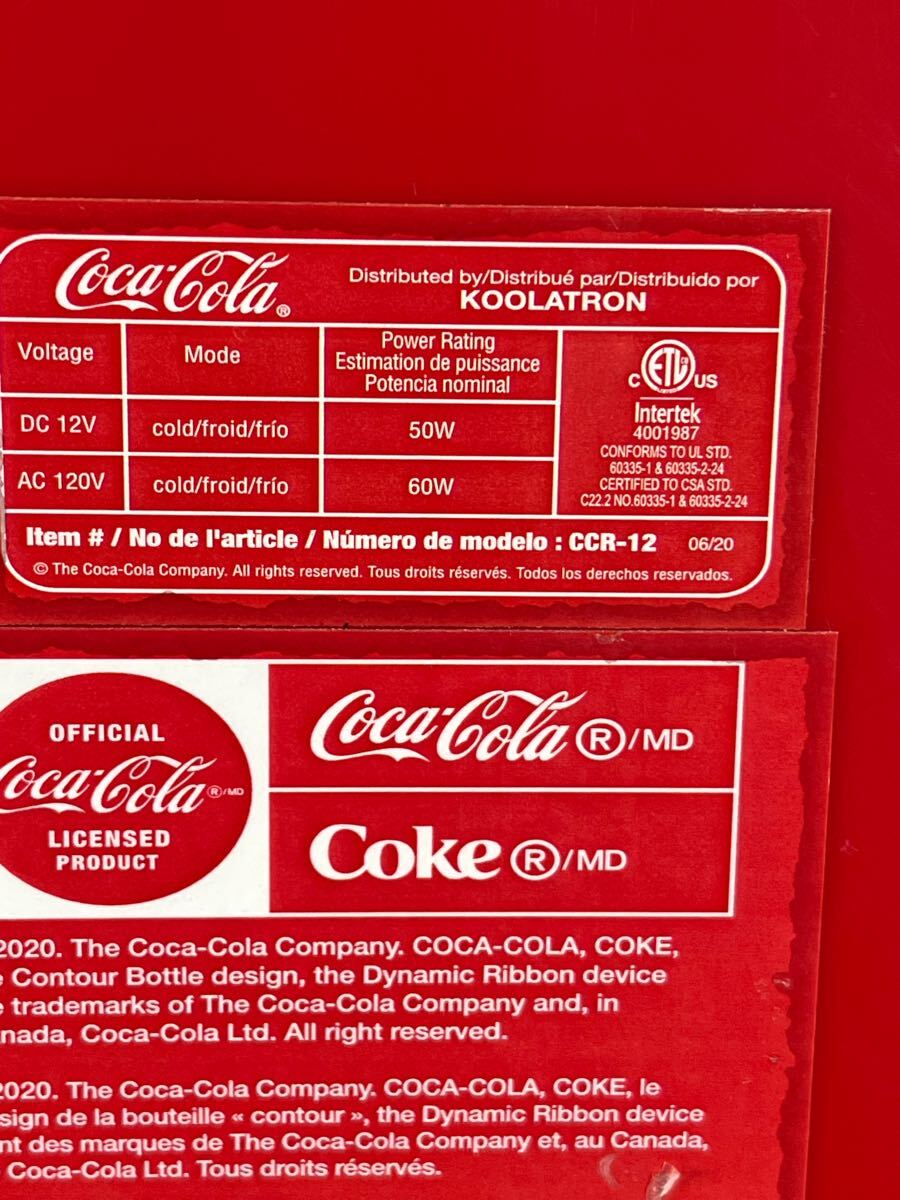 Coca-Cola®
Distributed by/Distribué par/Distribuido por
KOOLATRON
Voltage
Mode
Power Rating
Estimation de puissance
Potencia nominal
DC 12V
cold/froid/frío
50W
AC 120V
cold/froid/frío
60W
C ETL US
Intertek
4001987
CONFORMS TO UL STD.
60335-1 & 60335-2-24
CERTIFIED TO CSA STD.
C22.2 NO.60335-1 & 60335-2-24
Item # / No de l'article / Número de modelo : CCR-12 06/20
© The Coca-Cola Company. All rights reserved. Tous droits réservés. Todos los derechos reservados.
OFFICIAL
Coca-Cola ®/MD
LICENSED
PRODUCT
Coca-Cola ®/MD
Coke ®/MD
2020. The Coca-Cola Company. COCA-COLA, COKE,
Contour Bottle design, the Dynamic Ribbon device
trademarks of The Coca-Cola Company and, in
nada, Coca-Cola Ltd. All right reserved.
2020. The Coca-Cola Company. COCA-COLA, COKE, le
sign de la bouteille « contour », the Dynamic Ribbon device
nt des marques de The Coca-Cola Company et, au Canada,
Coca-Cola Ltd. Tous droits réservés.